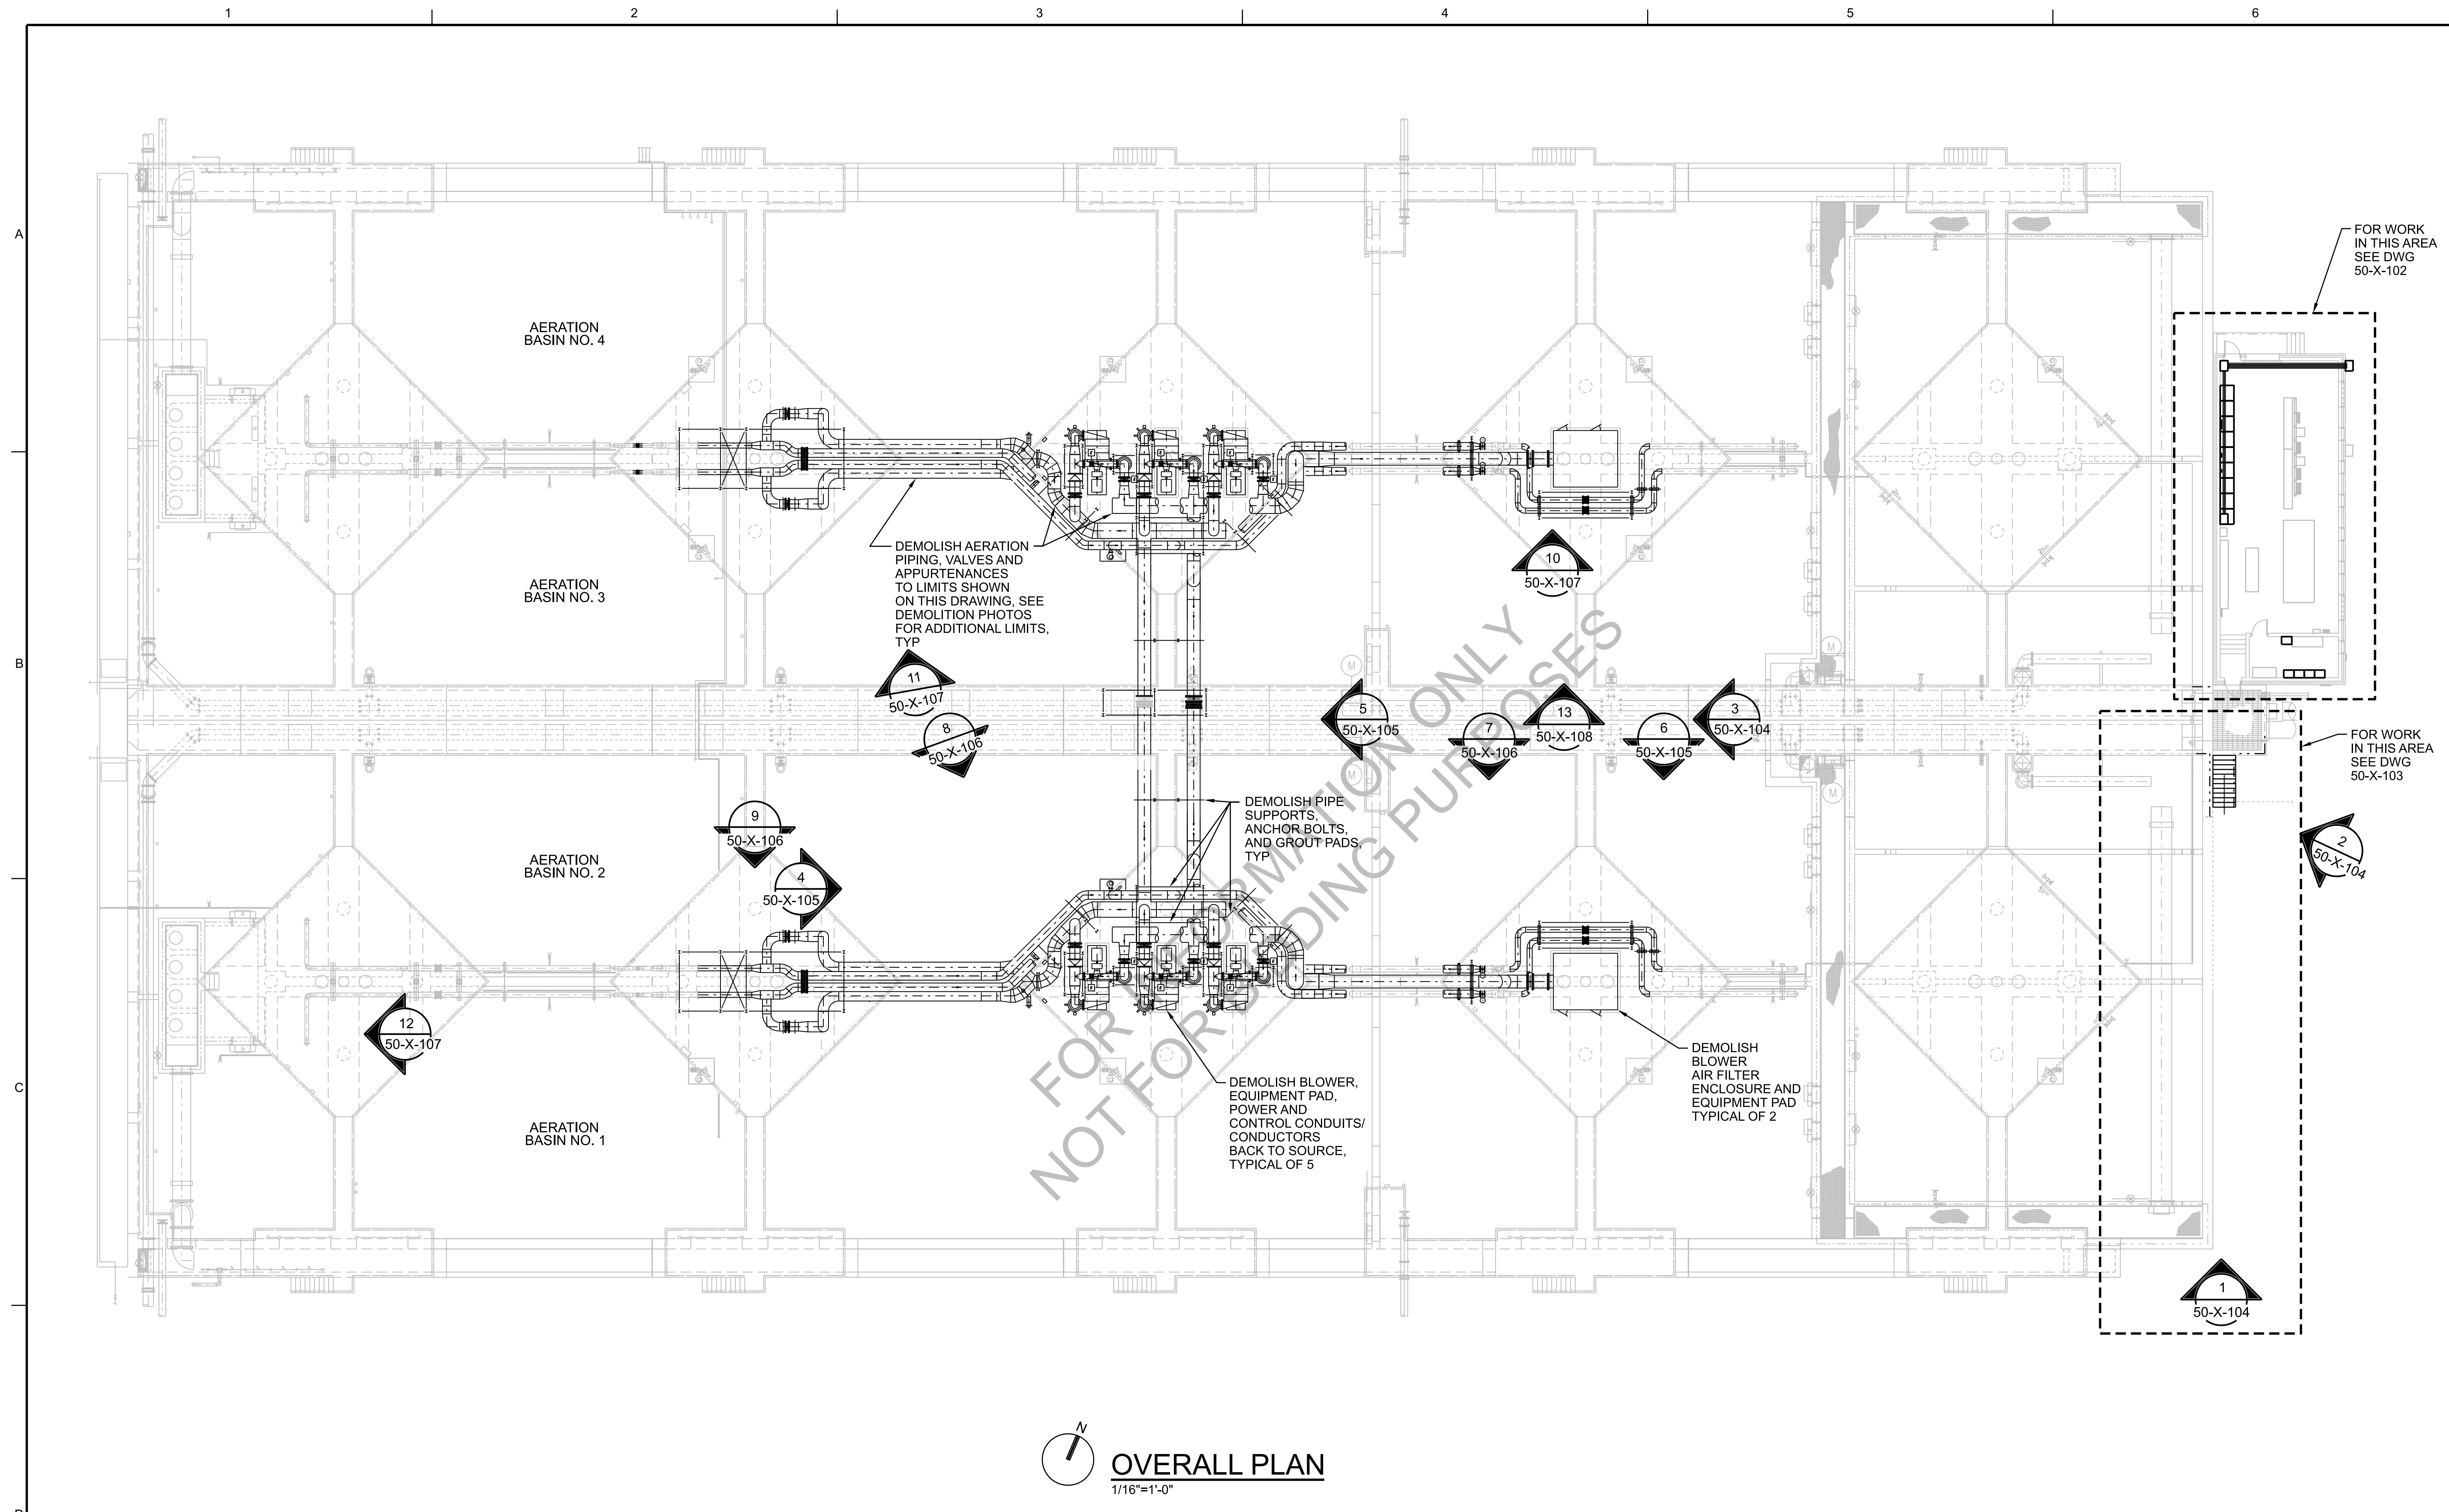 1 2 3 4 5 6
A
FOR WORK
IN THIS AREA
SEE DWG
50-X-102
AERATION
BASIN NO. 4
DEMOLISH AERATION
PIPING, VALVES AND
APPURTENANCES
TO LIMITS SHOWN
ON THIS DRAWING, SEE
DEMOLITION PHOTOS
FOR ADDITIONAL LIMITS,
TYP
10
50-X-107
AERATION
BASIN NO. 3
B
M
M
11
50-X-107
8
50-X-106
5
50-X-105
7
50-X-106
13
50-X-108
6
50-X-105
3
50-X-104
FOR WORK
IN THIS AREA
SEE DWG
50-X-103
M
M
DEMOLISH PIPE
SUPPORTS,
ANCHOR BOLTS,
AND GROUT PADS,
TYP
9
50-X-106
2
50-X-104
AERATION
BASIN NO. 2
4
50-X-105
FOR INFORMATION ONLY
NOT FOR BIDDING PURPOSES
12
50-X-107
DEMOLISH
BLOWER
AIR FILTER
ENCLOSURE AND
EQUIPMENT PAD
TYPICAL OF 2
C
DEMOLISH BLOWER,
EQUIPMENT PAD,
POWER AND
CONTROL CONDUITS/
CONDUCTORS
BACK TO SOURCE,
TYPICAL OF 5
AERATION
BASIN NO. 1
1
50-X-104
N
OVERALL PLAN
1/16"=1'-0"